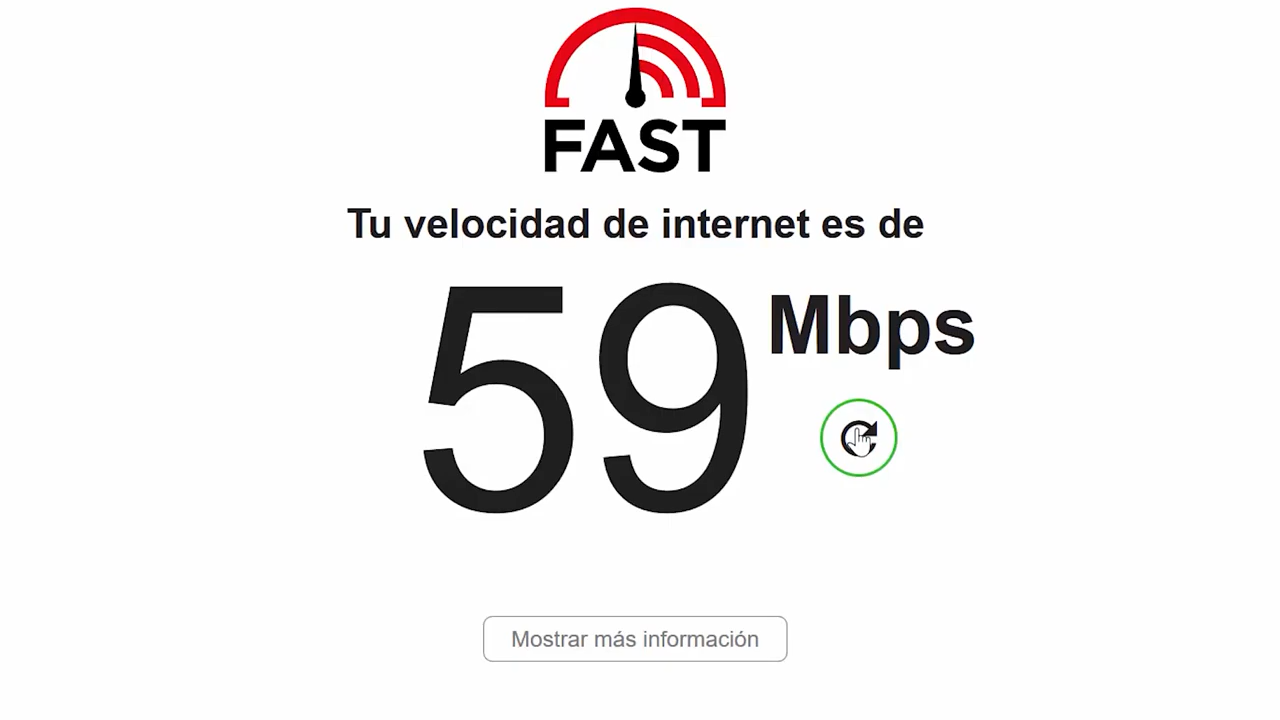 FAST
Tu velocidad de internet es de
59 Mbps
Mostrar más información